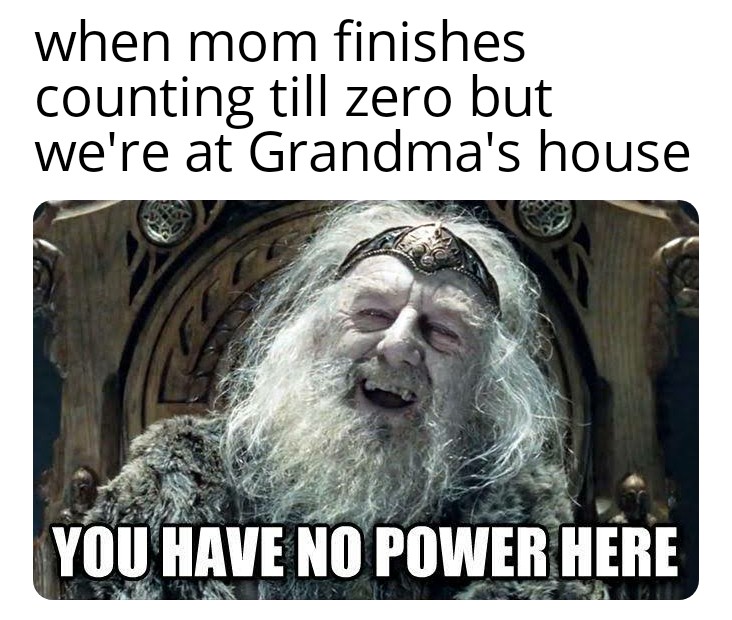 when mom finishes
counting till zero but
we're at Grandma's house
YOU HAVE NO POWER HERE